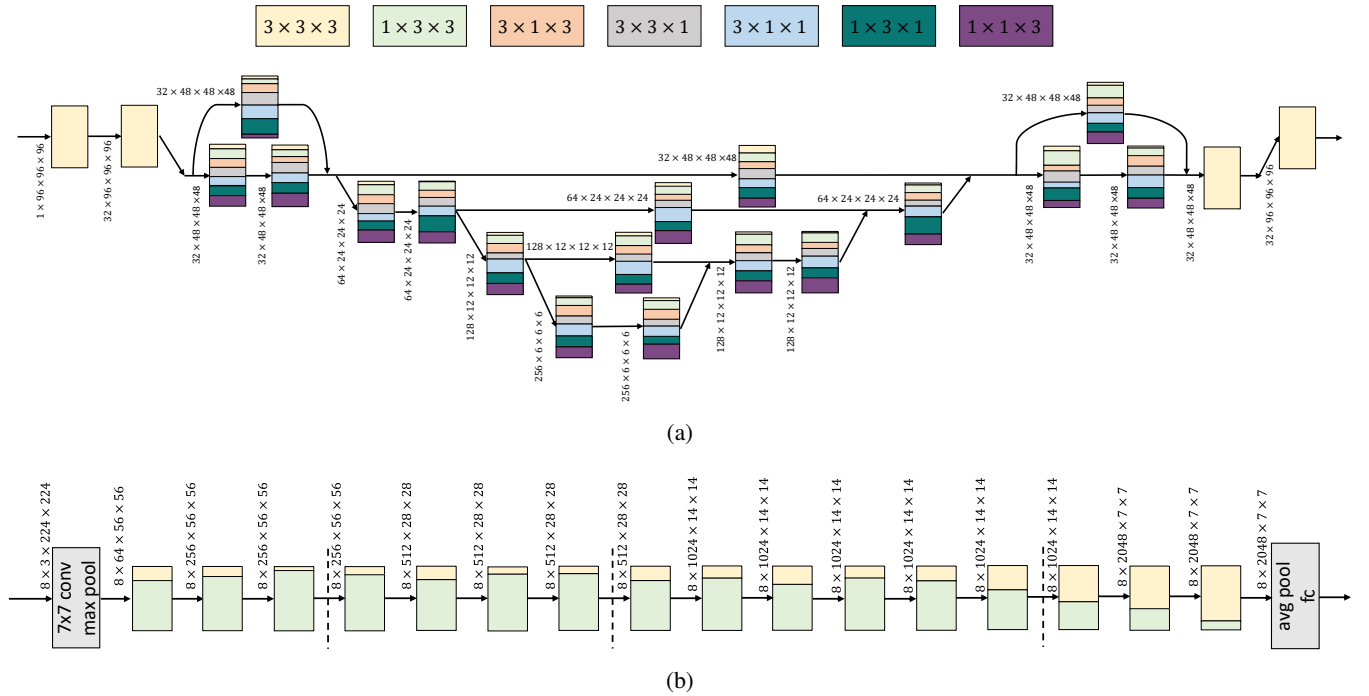 3 × 3 × 3
1 × 3 × 3
3 × 1 × 3
3 × 3 × 1
3 × 1 × 1
1 × 3 × 1
1 × 1 × 3
1 × 96 × 96 × 96
32 × 96 × 96 × 96
32 × 48 × 48 × 48
32 × 48 × 48 × 48
32 × 48 × 48 ×48
64 × 24 × 24 × 24
64 × 24 × 24 × 24
128 × 12 × 12 × 12
128 × 12 × 12 × 12
256 × 6 × 6 × 6
256 × 6 × 6 × 6
32 × 48 × 48 ×48
64 × 24 × 24 × 24
128 × 12 × 12 × 12
128 × 12 × 12 × 12
64 × 24 × 24 × 24
32 × 48 × 48 ×48
32 × 48 × 48 × 48
32 × 48 × 48 × 48
32 × 48 × 48 × 48
32 × 96 × 96 × 96
(a)
8 × 3 × 224 × 224
7x7 conv
max pool
8 × 64 × 56 × 56
8 × 256 × 56 × 56
8 × 256 × 56 × 56
8 × 256 × 56 × 56
8 × 512 × 28 × 28
8 × 512 × 28 × 28
8 × 512 × 28 × 28
8 × 512 × 28 × 28
8 × 1024 × 14 × 14
8 × 1024 × 14 × 14
8 × 1024 × 14 × 14
8 × 1024 × 14 × 14
8 × 1024 × 14 × 14
8 × 1024 × 14 × 14
8 × 2048 × 7 × 7
8 × 2048 × 7 × 7
8 × 2048 × 7 × 7
avg pool
fc
(b)